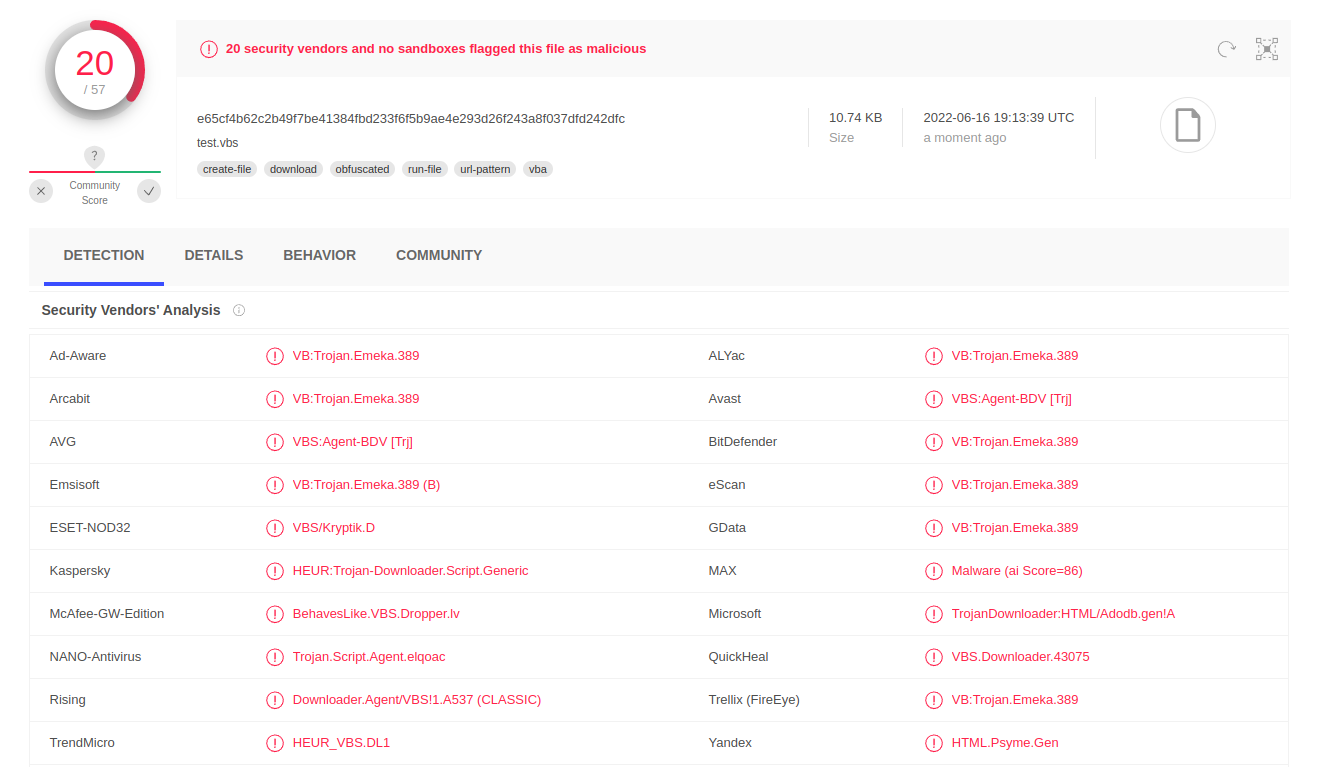 20
/ 57
?
Community
Score
20 security vendors and no sandboxes flagged this file as malicious
e65cf4b62c2b49f7be41384fbd233f6f5b9ae4e293d26f243a8f037dfd242dfc
test.vbs
create-file download obfuscated run-file url-pattern vba
10.74 KB
Size
2022-06-16 19:13:39 UTC
a moment ago
DETECTION DETAILS BEHAVIOR COMMUNITY
Security Vendors' Analysis
Ad-Aware VB:Trojan.Emeka.389 ALYac VB:Trojan.Emeka.389
Arcabit VB:Trojan.Emeka.389 Avast VBS:Agent-BDV [Trj]
AVG VBS:Agent-BDV [Trj] BitDefender VB:Trojan.Emeka.389
Emsisoft VB:Trojan.Emeka.389 (B) eScan VB:Trojan.Emeka.389
ESET-NOD32 VBS/Kryptik.D GData VB:Trojan.Emeka.389
Kaspersky HEUR:Trojan-Downloader.Script.Generic MAX Malware (ai Score=86)
McAfee-GW-Edition BehavesLike.VBS.Dropper.lv Microsoft TrojanDownloader:HTML/Adodb.gen!A
NANO-Antivirus Trojan.Script.Agent.elqoac QuickHeal VBS.Downloader.43075
Rising Downloader.Agent/VBS!1.A537 (CLASSIC) Trellix (FireEye) VB:Trojan.Emeka.389
TrendMicro HEUR_VBS.DL1 Yandex HTML.Psyme.Gen